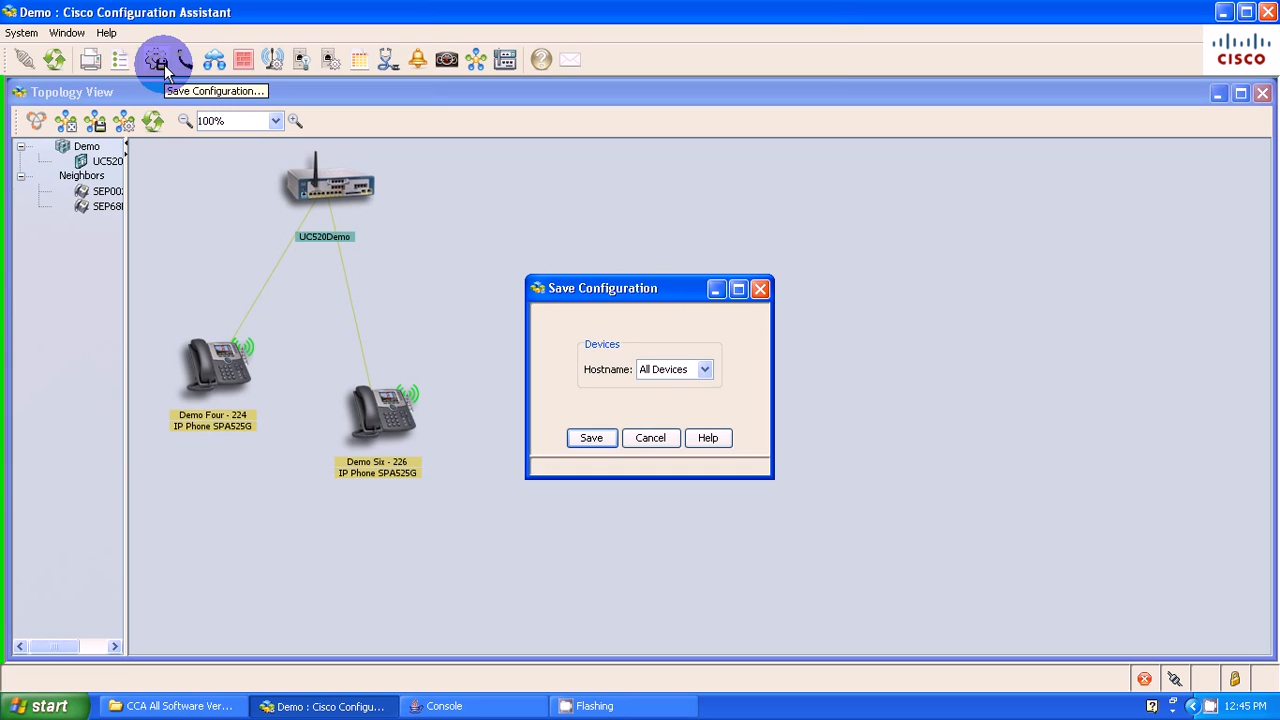 Demo : Cisco Configuration Assistant
System Window Help
CISCO
Save Configuration...
Topology View
100%
Demo
UC520
Neighbors
SEP002
SEP68
UC520Demo
Demo Four - 224
IP Phone SPA525G
Demo Six - 226
IP Phone SPA525G
Save Configuration
Devices
Hostname: All Devices
Save Cancel Help
start
CCA All Software Ver...
Demo : Cisco Configu...
Console
Flashing
12:45 PM